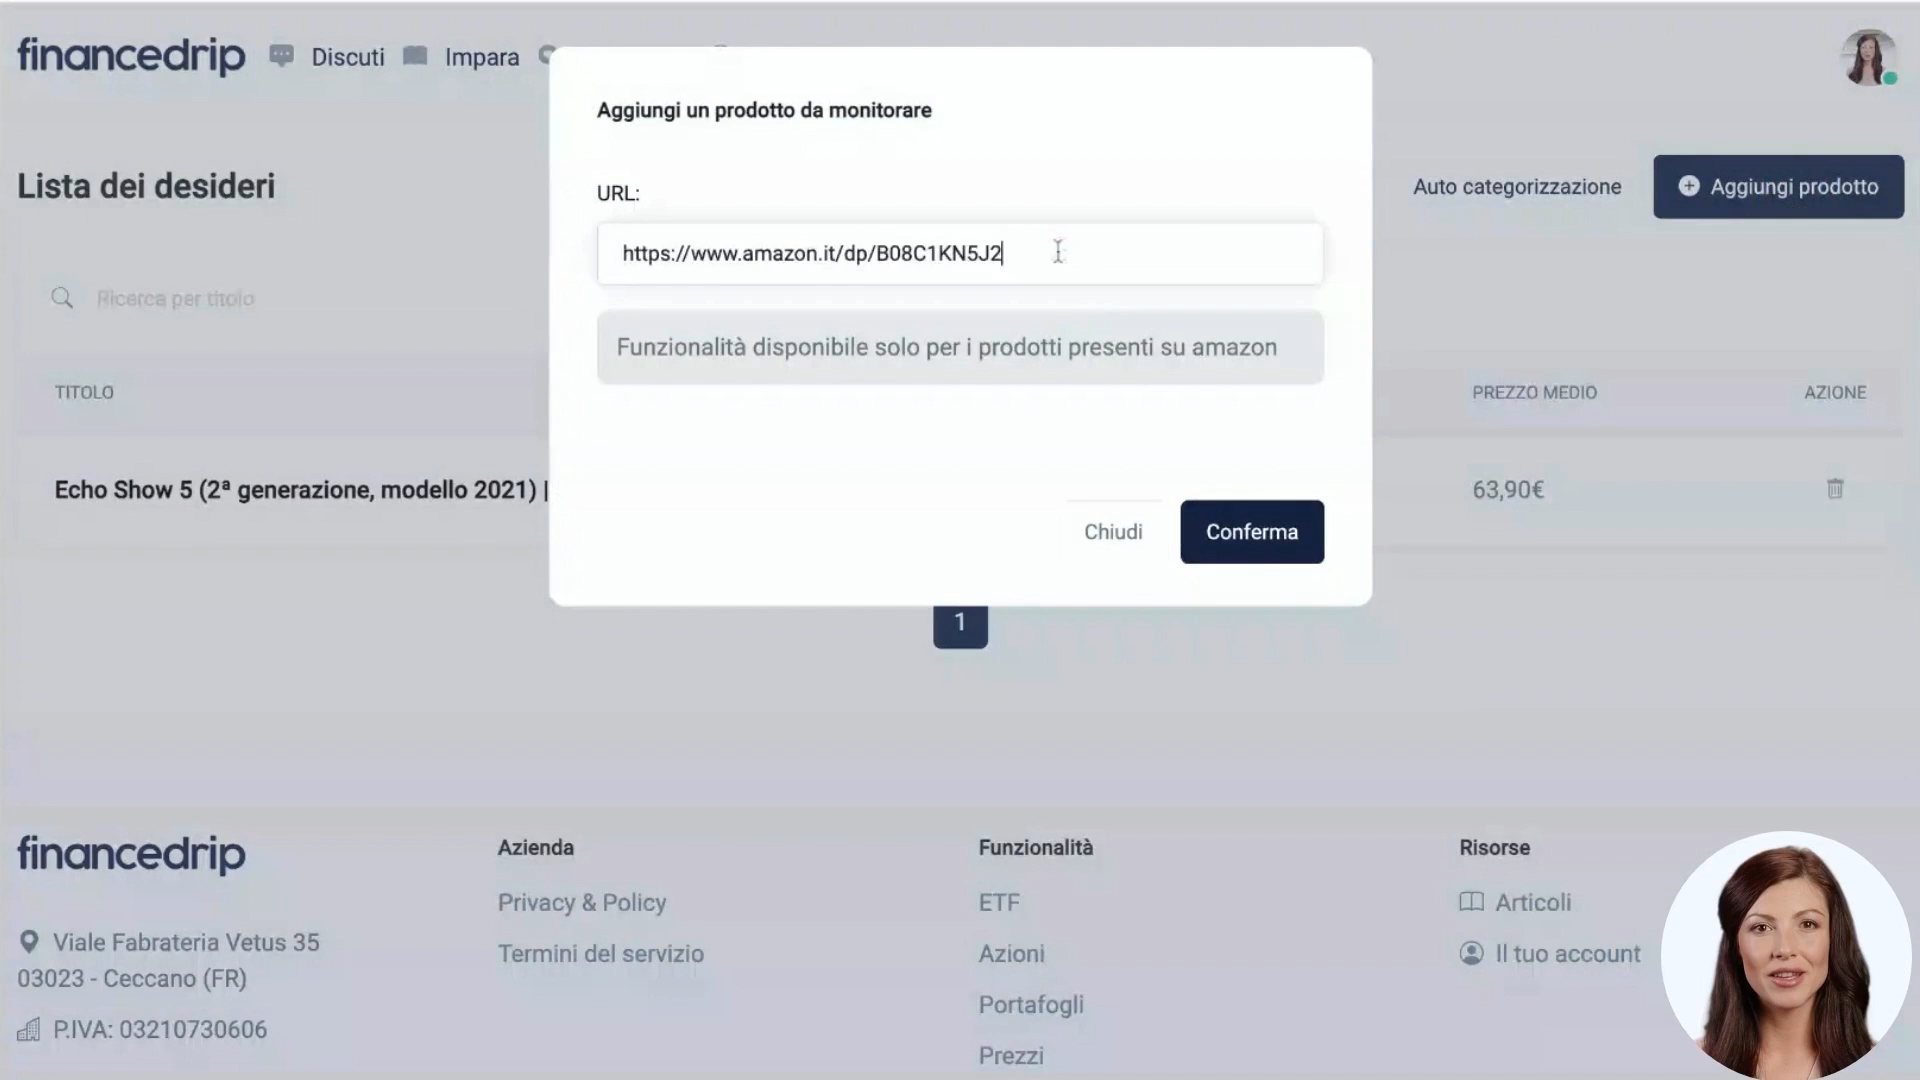 financedrip Discuti Impara
Aggiungi un prodotto da monitorare
Lista dei desideri
Auto categorizzazione
Aggiungi prodotto
URL:
https://www.amazon.it/dp/B08C1KN5J2
Ricerca per titolo
Funzionalità disponibile solo per i prodotti presenti su amazon
TITOLO
PREZZO MEDIO
AZIONE
Echo Show 5 (2ª generazione, modello 2021) |
63,90€
Chiudi
Conferma
1
financedrip
Viale Fabrateria Vetus 35
03023 - Ceccano (FR)
P.IVA: 03210730606
Azienda
Privacy & Policy
Termini del servizio
Funzionalità
ETF
Azioni
Portafogli
Prezzi
Risorse
Articoli
Il tuo account